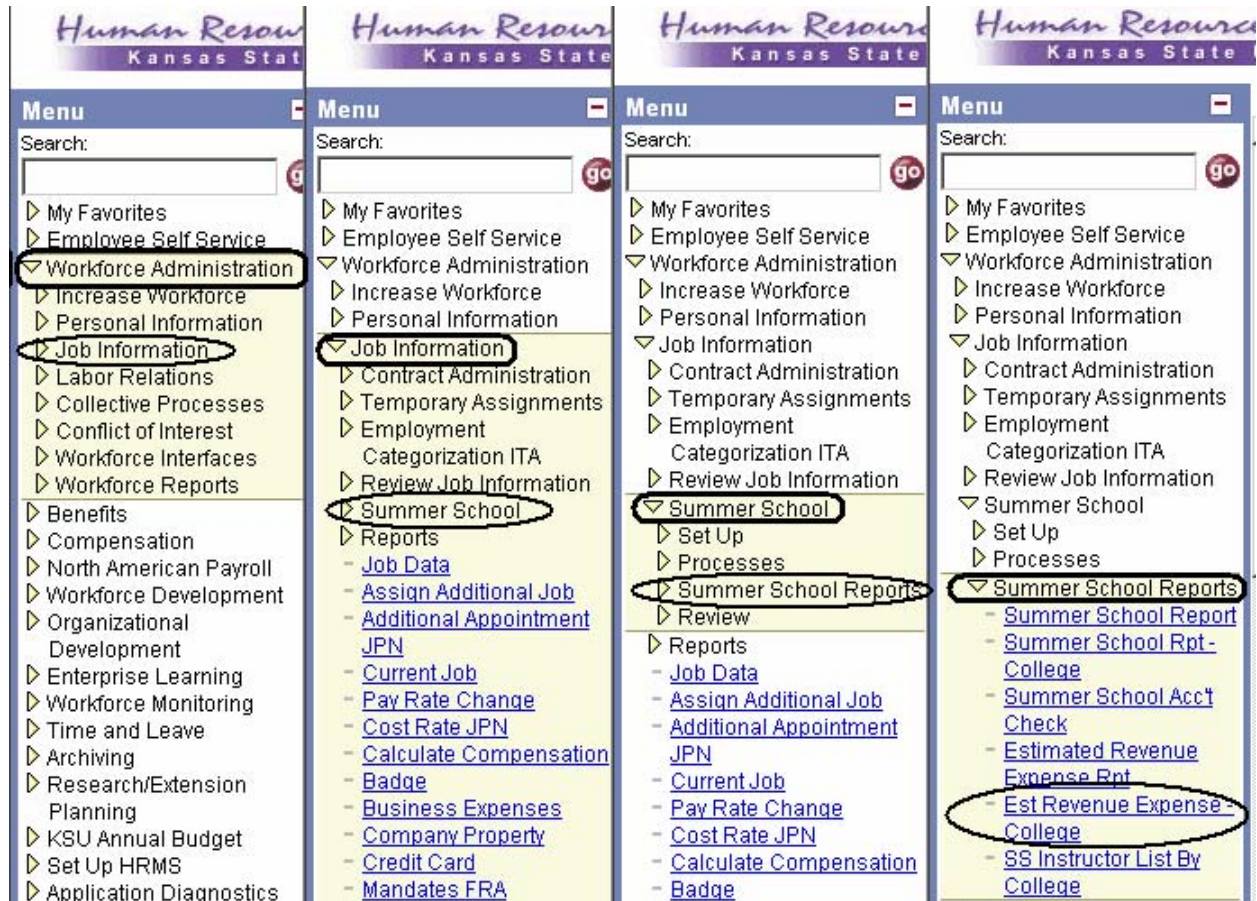 Human Resour
Kansas Stat
Menu
Search:
g
My Favorites
Employee Self Service
Workforce Administration
Increase Workforce
Personal Information
Job Information
Labor Relations
Collective Processes
Conflict of Interest
Workforce Interfaces
Workforce Reports
Benefits
Compensation
North American Payroll
Workforce Development
Organizational
Development
Enterprise Learning
Workforce Monitoring
Time and Leave
Archiving
Research/Extension
Planning
KSU Annual Budget
Set Up HRMS
Application Diagnostics
Human Resour
Kansas State
Menu
Search:
go
My Favorites
Employee Self Service
Workforce Administration
Increase Workforce
Personal Information
Job Information
Contract Administration
Temporary Assignments
Employment
Categorization ITA
Review Job Information
Summer School
Reports
Job Data
Assign Additional Job
Additional Appointment
JPN
Current Job
Pay Rate Change
Cost Rate JPN
Calculate Compensation
Badge
Business Expenses
Company Property
Credit Card
Mandates FRA
Human Resourc
Kansas State
Menu
Search:
go
My Favorites
Employee Self Service
Workforce Administration
Increase Workforce
Personal Information
Job Information
Contract Administration
Temporary Assignments
Employment
Categorization ITA
Review Job Information
Summer School
Set Up
Processes
Summer School Reports
Review
Reports
Job Data
Assign Additional Job
Additional Appointment
JPN
Current Job
Pay Rate Change
Cost Rate JPN
Calculate Compensation
Badge
Human Resource
Kansas State
Menu
Search:
go
My Favorites
Employee Self Service
Workforce Administration
Increase Workforce
Personal Information
Job Information
Contract Administration
Temporary Assignments
Employment
Categorization ITA
Review Job Information
Summer School
Set Up
Processes
Summer School Reports
Summer School Report
Summer School Rpt -
College
Summer School Acc't
Check
Estimated Revenue
Expense Rpt
Est Revenue Expense -
College
SS Instructor List By
College